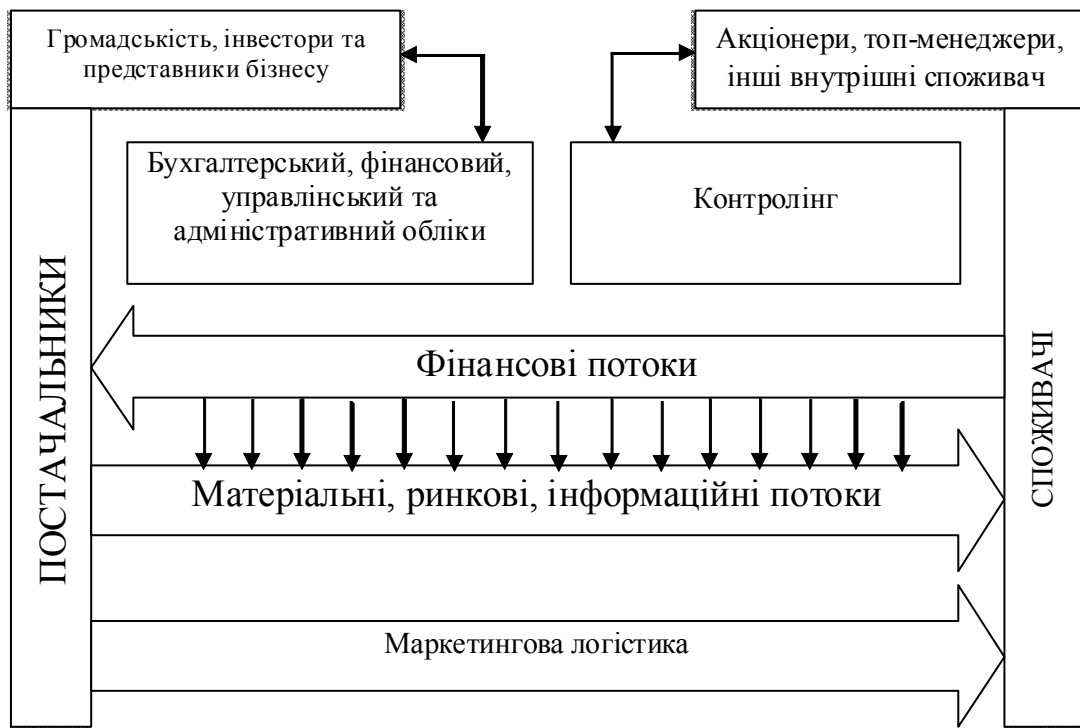 Громадськість, інвестори та
представники бізнесу
Акціонери, топ-менеджери,
інші внутрішні споживач
Бухгалтерський, фінансовий,
управлінський та
адміністративний обліки
Контролінг
ПОСТАЧАЛЬНИКИ
СПОЖИВАЧІ
Фінансові потоки
Матеріальні, ринкові, інформаційні потоки
Маркетингова логістика